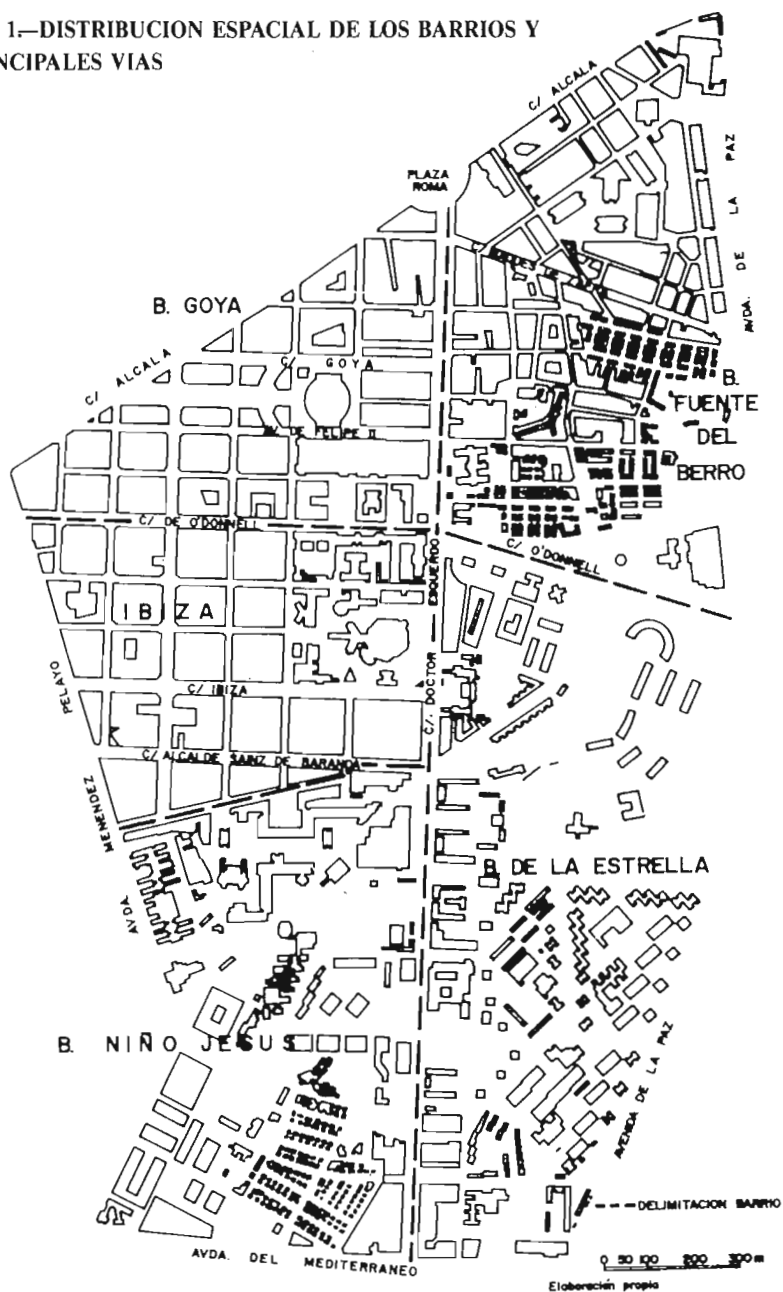 1.—DISTRIBUCION ESPACIAL DE LOS BARRIOS Y
NCIPALES VIAS
C/ ALCALA
PLAZA
ROMA
AVDA. DE LA PAZ
DE
B. GOYA
C/ ALCALA
C/ GOYA
AV. DE FELIPE II
B.
FUENTE
DEL
BERRO
C/ DE O'DONNELL
C/ O'DONNELL
IBIZA
C/ IBIZA
C/. DOCTOR ESQUERDO
C/ ALCALDE SAINZ DE BARANDA
AVDA. MENENDEZ PELAYO
B. DE LA ESTRELLA
B. NIÑO JESUS
AVENIDA DE LA PAZ
AVDA. DEL MEDITERRANEO
DELIMITACION BARRIO
0 50 100 200 300 m
Elaboración propia